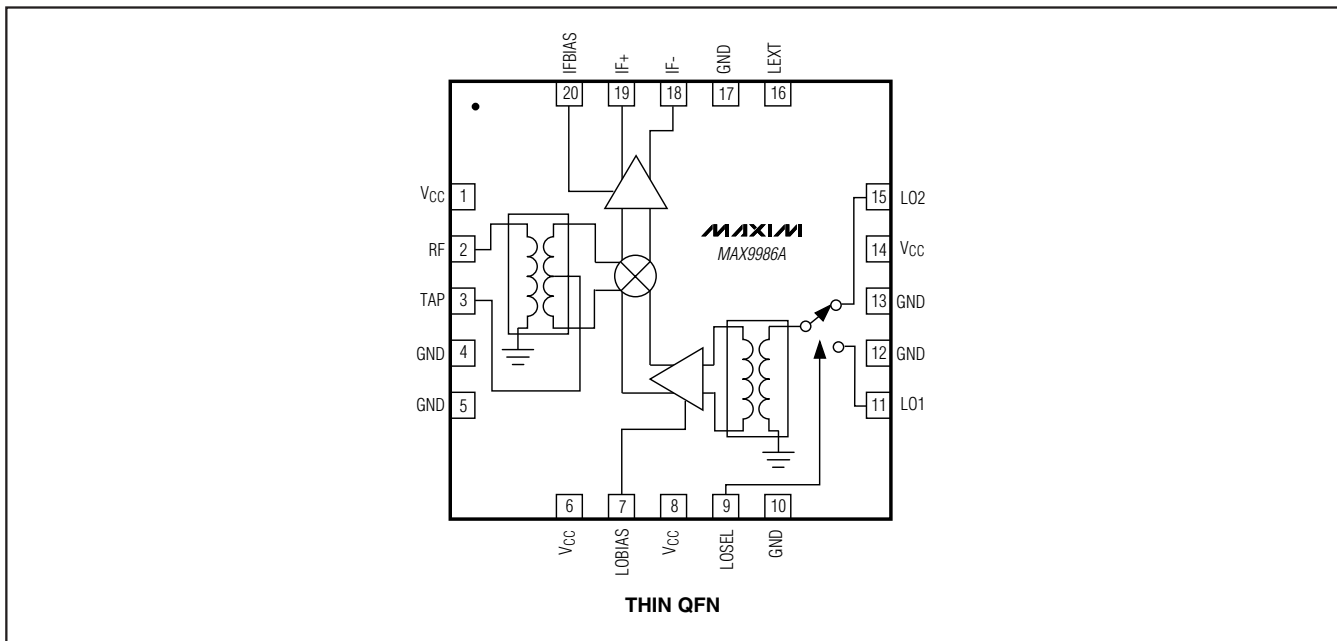 IFBIAS
IF+
IF-
GND
LEXT
20
19
18
17
16
VCC
1
RF
2
TAP
3
GND
4
GND
5
MAXIM
MAX9986A
15
LO2
14
VCC
13
GND
12
GND
11
LO1
6
7
8
9
10
VCC
LOBIAS
VCC
LOSEL
GND
THIN QFN